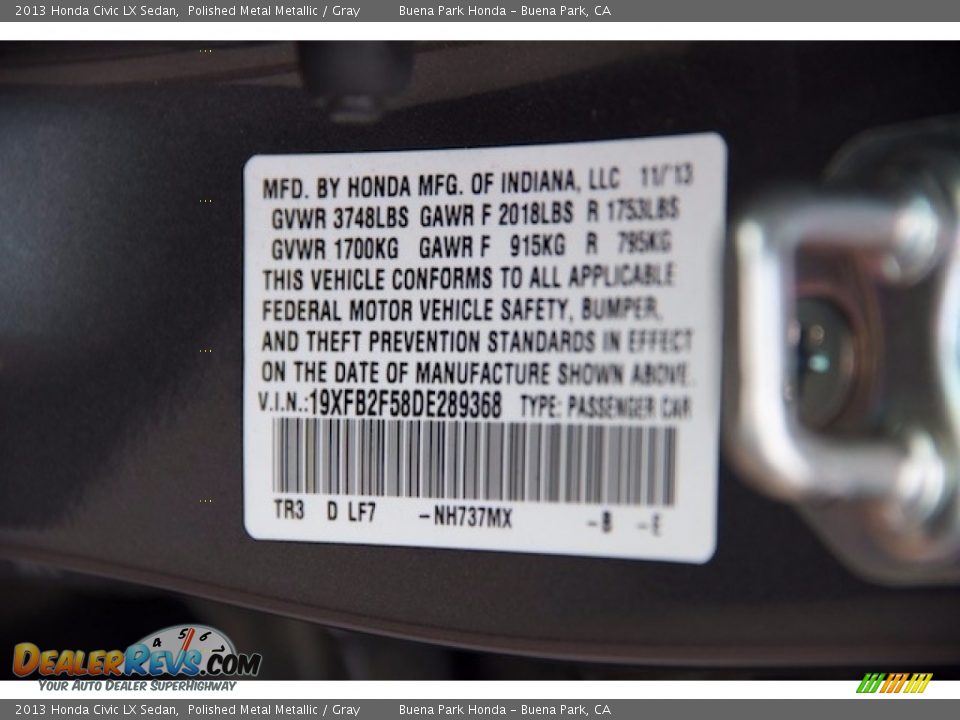 2013 Honda Civic LX Sedan, Polished Metal Metallic / Gray Buena Park Honda - Buena Park, CA
MFD. BY HONDA MFG. OF INDIANA, LLC 11/'13
GVWR 3748LBS GAWR F 2018LBS R 1753LBS
GVWR 1700KG GAWR F 915KG R 795KG
THIS VEHICLE CONFORMS TO ALL APPLICABLE
FEDERAL MOTOR VEHICLE SAFETY, BUMPER,
AND THEFT PREVENTION STANDARDS IN EFFECT
ON THE DATE OF MANUFACTURE SHOWN ABOVE.
V.I.N.:19XFB2F58DE289368 TYPE: PASSENGER CAR
TR3 D LF7 -NH737MX -B -E
4 5 6
DEALERREVS.COM
YOUR AUTO DEALER SUPERHIGHWAY
2013 Honda Civic LX Sedan, Polished Metal Metallic / Gray Buena Park Honda - Buena Park, CA